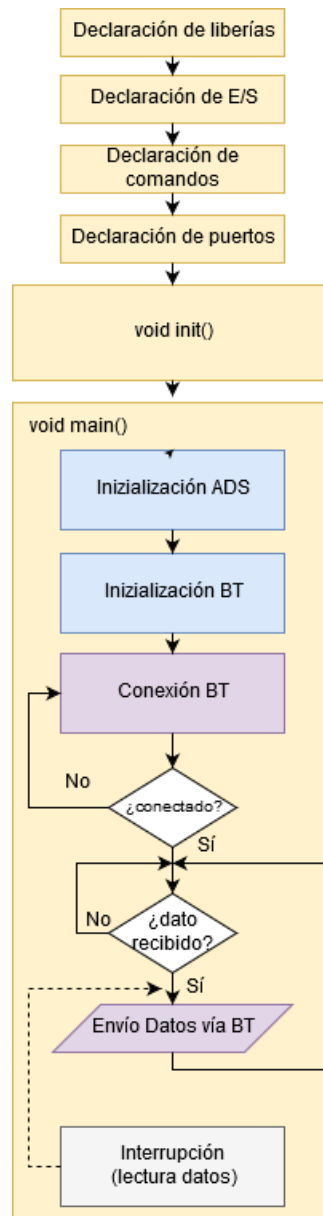 Declaración de liberías
Declaración de E/S
Declaración de
comandos
Declaración de puertos
void init()
void main()
Inizialización ADS
Inizialización BT
Conexión BT
No
¿conectado?
Sí
No
¿dato
recibido?
Sí
Envío Datos vía BT
Interrupción
(lectura datos)